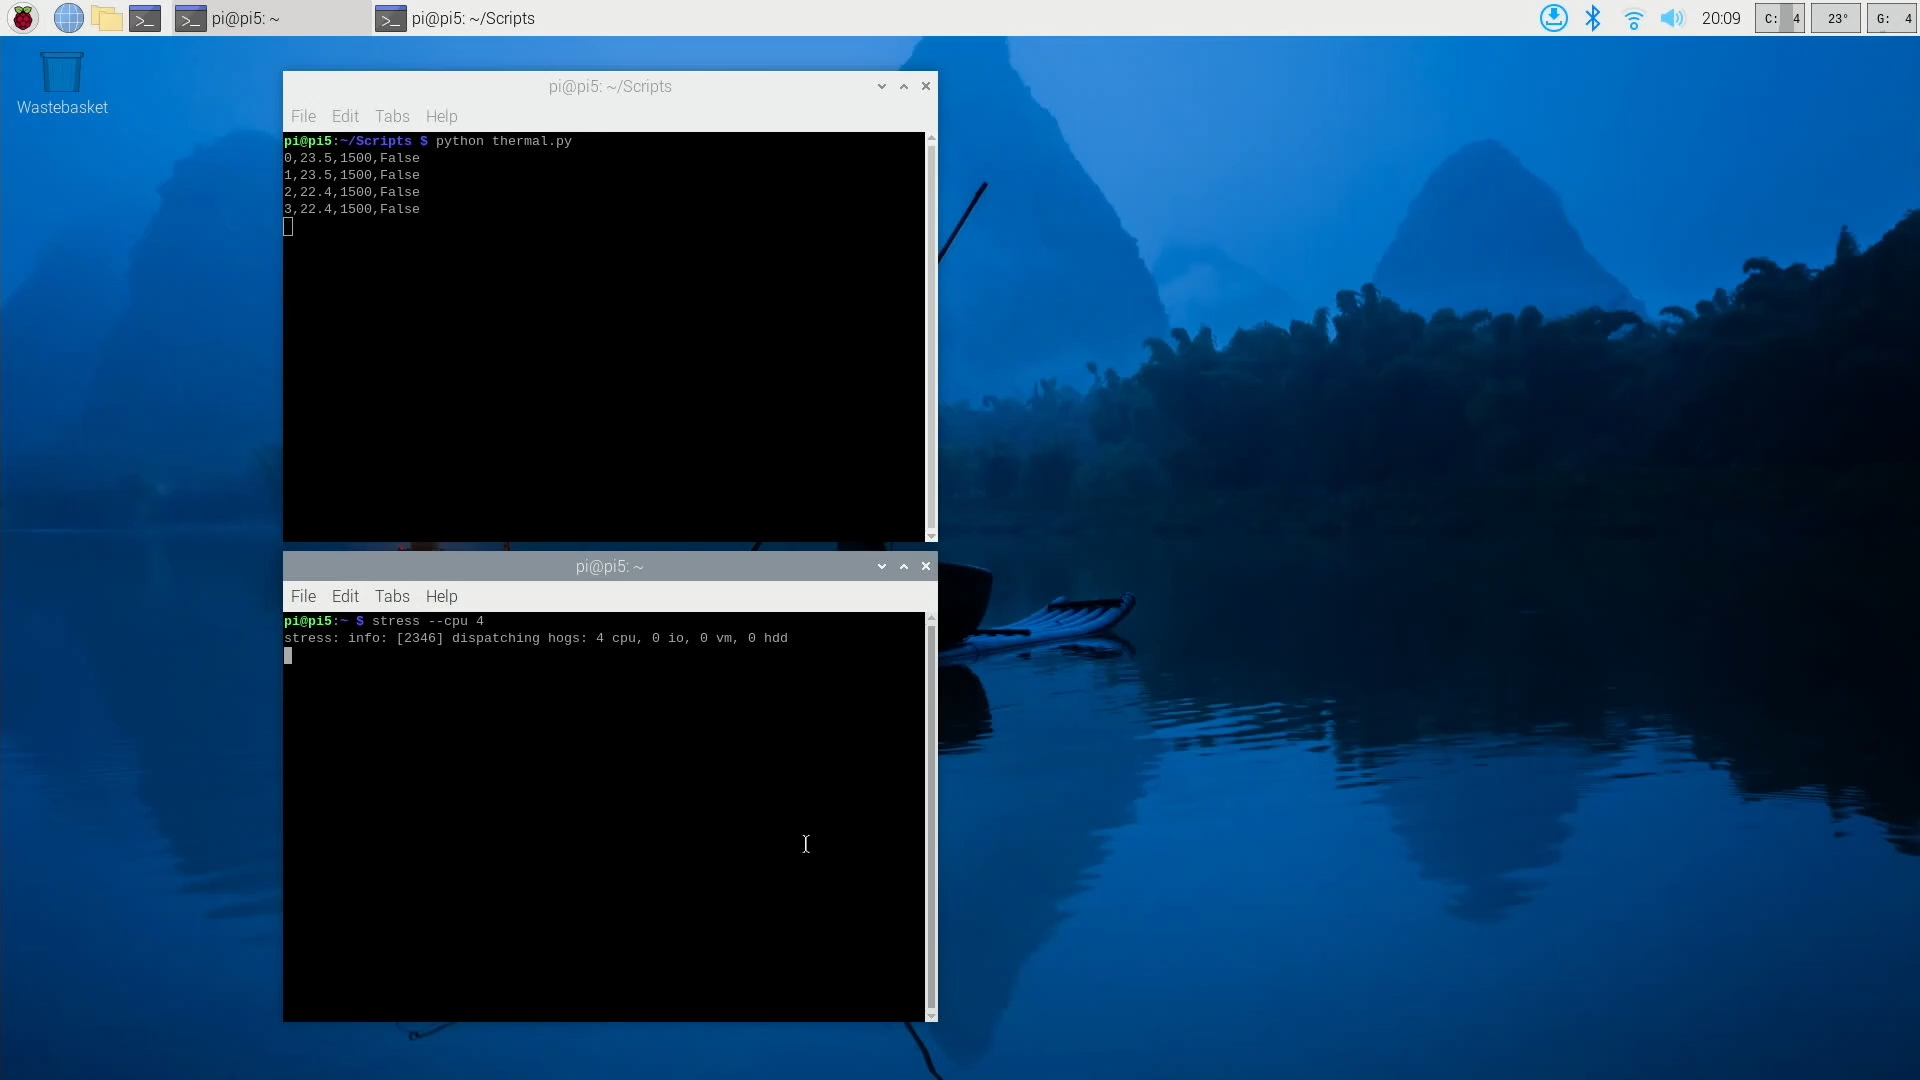 pi@pi5: ~
pi@pi5: ~/Scripts
20:09
C: 4
23°
G: 4
Wastebasket
pi@pi5: ~/Scripts
File Edit Tabs Help
pi@pi5:~/Scripts $ python thermal.py
0,23.5,1500,False
1,23.5,1500,False
2,22.4,1500,False
3,22.4,1500,False
pi@pi5: ~
File Edit Tabs Help
pi@pi5:~ $ stress --cpu 4
stress: info: [2346] dispatching hogs: 4 cpu, 0 io, 0 vm, 0 hdd